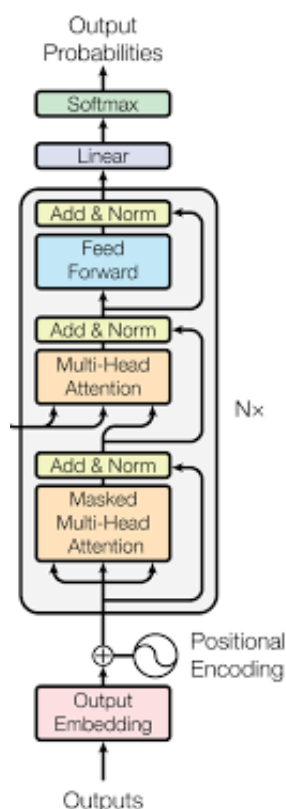 Output
Probabilities
Softmax
Linear
Add & Norm
Feed
Forward
Add & Norm
Multi-Head
Attention
N×
Add & Norm
Masked
Multi-Head
Attention
Positional
Encoding
Output
Embedding
Outputs